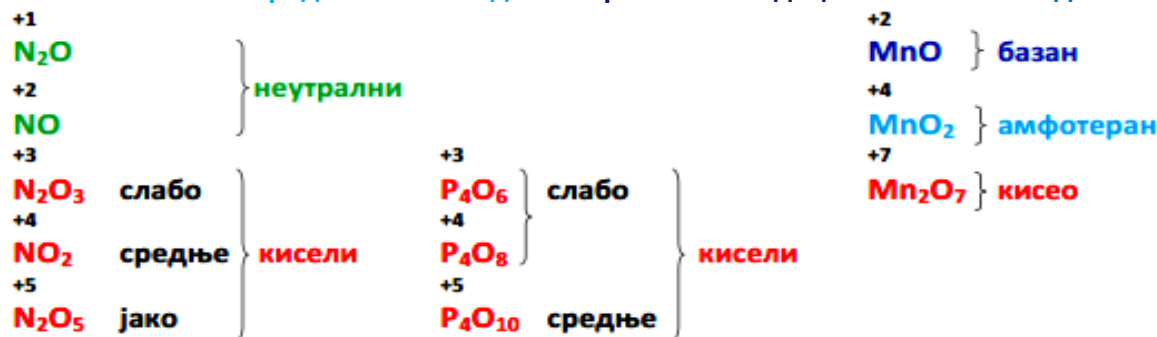 +1 +2
N₂O MnO базан
+2 неутрални +4
NO MnO₂ амфотеран
+3 +3 +7
N₂O₃ слабо P₄O₆ слабо Mn₂O₇ кисео
+4 +4
NO₂ средње кисели P₄O₈ кисели
+5 +5
N₂O₅ јако P₄O₁₀ средње